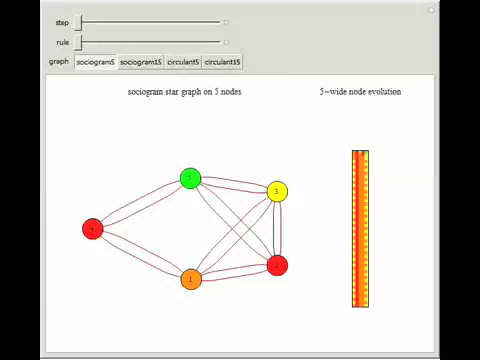 step
rule
graph sociogram5 sociogram15 circulant5 circulant15
sociogram star graph on 5 nodes 5-wide node evolution
5
3
1